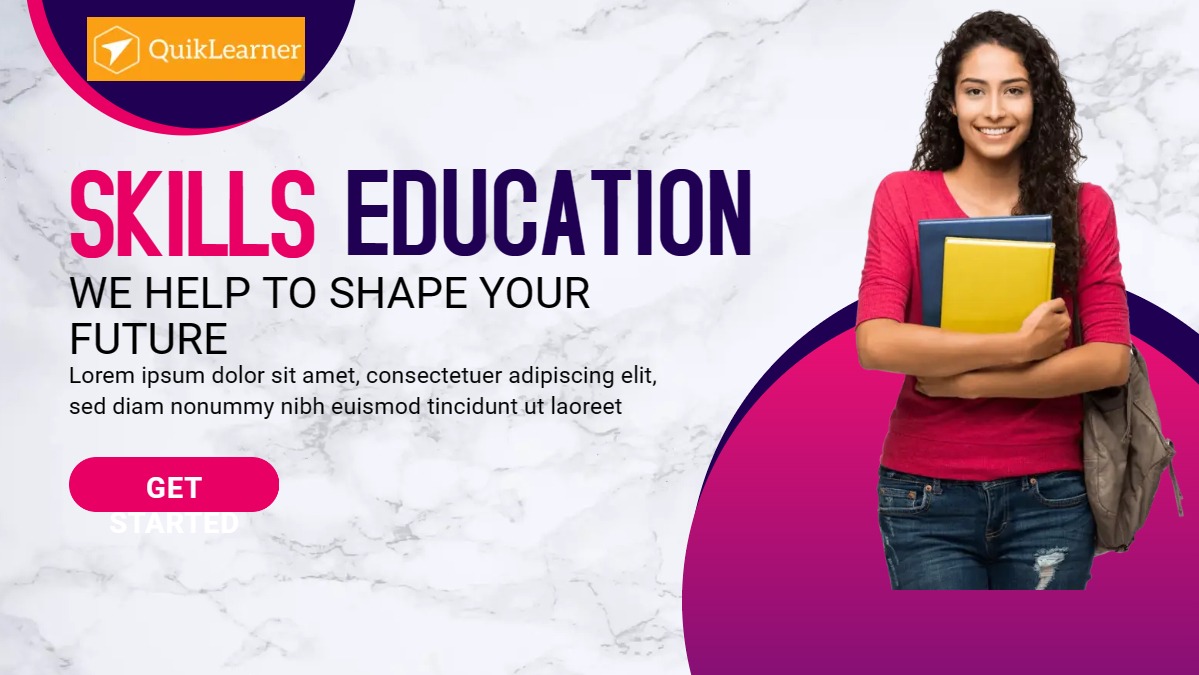 QuikLearner
SKILLS EDUCATION
WE HELP TO SHAPE YOUR
FUTURE
Lorem ipsum dolor sit amet, consectetuer adipiscing elit,
sed diam nonummy nibh euismod tincidunt ut laoreet
GET
STARTED